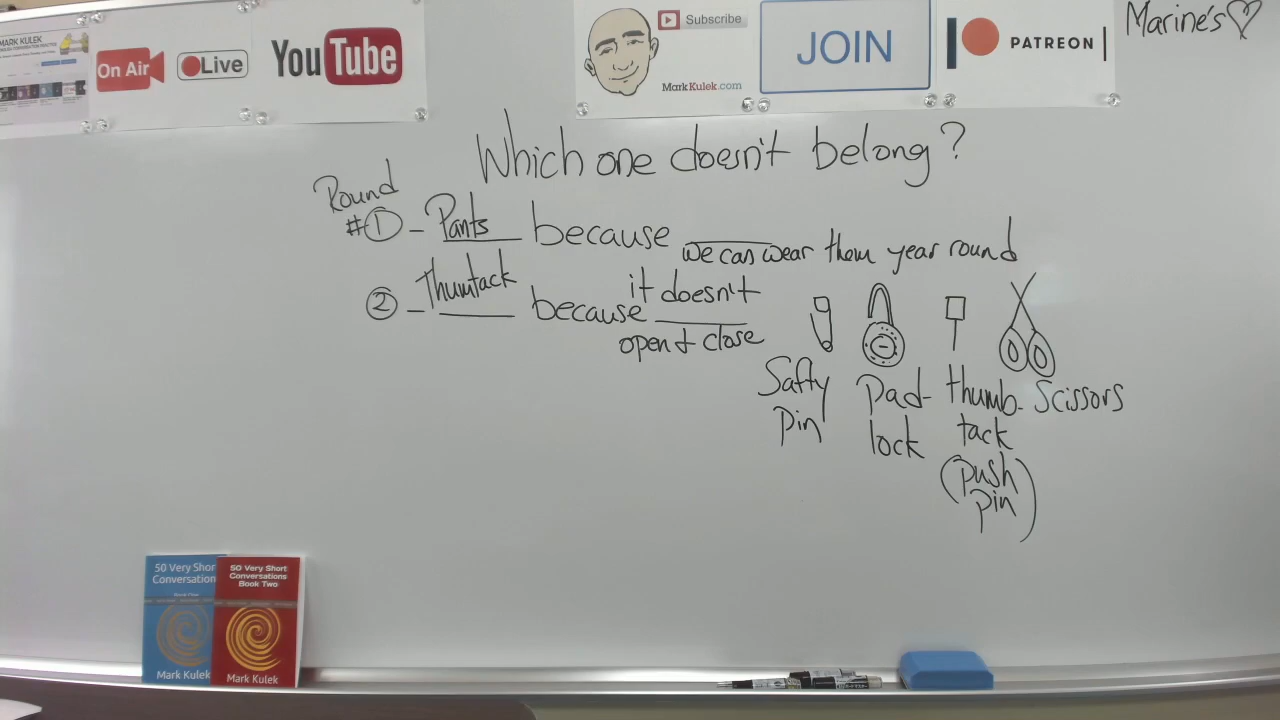 MARK KULEK
On Air
Live
YouTube
Subscribe
MarkKulek.com
JOIN
PATREON
Marine's
Which one doesn't belong?
Round
#1 - Pants because we can wear them year round
2 - Thumtack because it doesn't
open & close
Safty
Pin
Pad-
lock
thumb-
tack
(push
pin)
Scissors
50 Very Shor
Conversation
Mark Kulek
50 Very Short
Conversations
Book Two
Mark Kulek